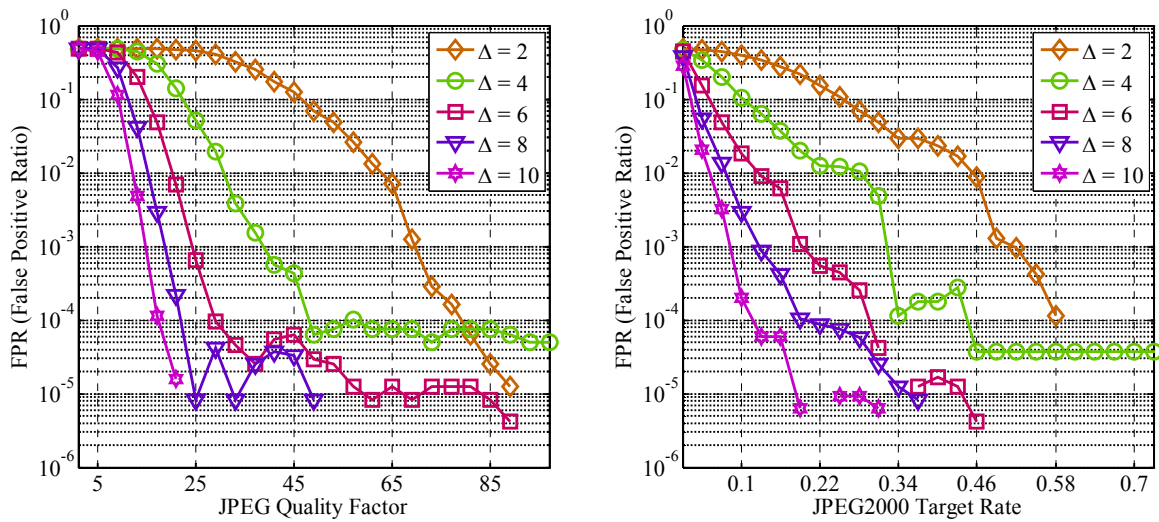 10^0
10^-1
10^-2
10^-3
10^-4
10^-5
10^-6
FPR (False Positive Ratio)
5 25 45 65 85
JPEG Quality Factor
Δ = 2
Δ = 4
Δ = 6
Δ = 8
Δ = 10
10^0
10^-1
10^-2
10^-3
10^-4
10^-5
10^-6
FPR (False Positive Ratio)
0.1 0.22 0.34 0.46 0.58 0.7
JPEG2000 Target Rate
Δ = 2
Δ = 4
Δ = 6
Δ = 8
Δ = 10